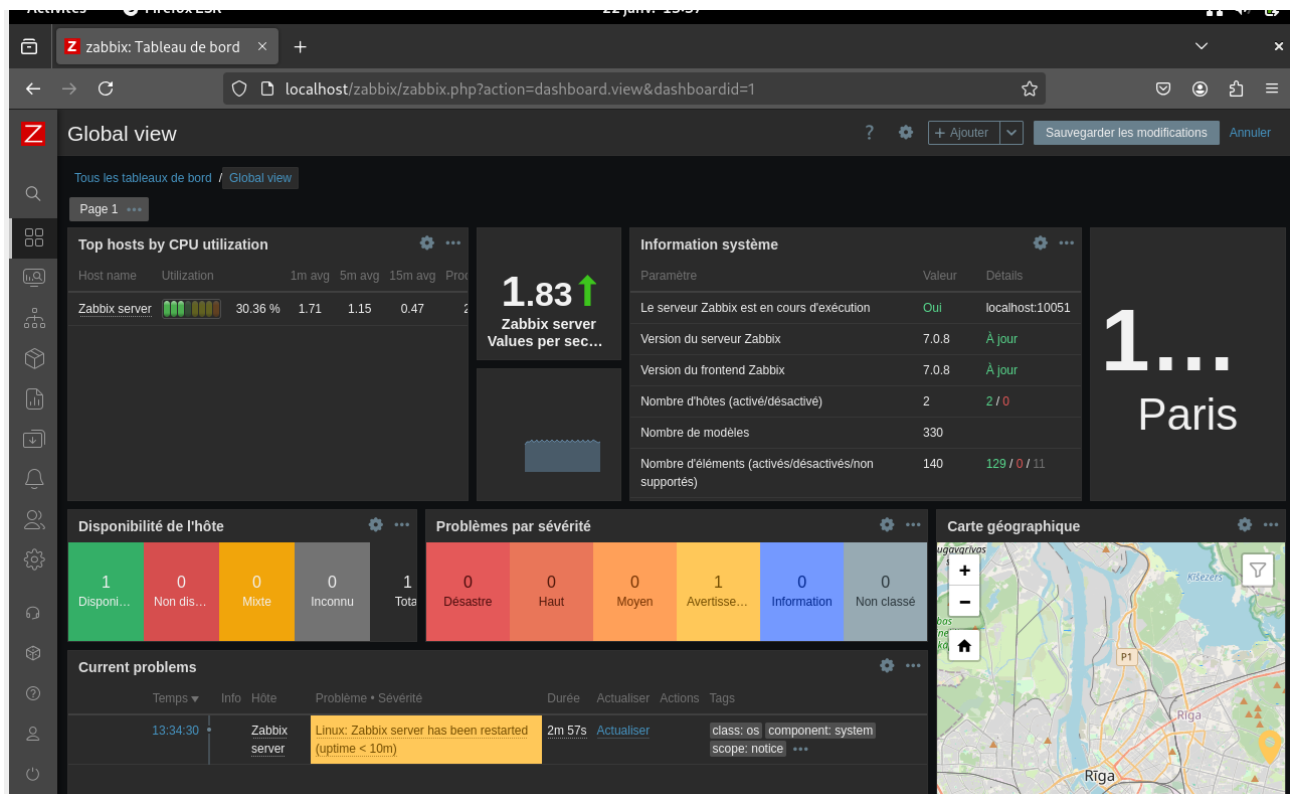 zabbix: Tableau de bord
localhost/zabbix/zabbix.php?action=dashboard.view&dashboardid=1
Z
Global view
? + Ajouter Sauvegarder les modifications Annuler
Tous les tableaux de bord / Global view
Page 1
Top hosts by CPU utilization
Host name Utilization 1m avg 5m avg 15m avg
Zabbix server 30.36 % 1.71 1.15 0.47
1.83
Zabbix server
Values per sec...
Information système
Paramètre Valeur Détails
Le serveur Zabbix est en cours d'exécution Oui localhost:10051
Version du serveur Zabbix 7.0.8 À jour
Version du frontend Zabbix 7.0.8 À jour
Nombre d'hôtes (activé/désactivé) 2 2 / 0
Nombre de modèles 330
Nombre d'éléments (activés/désactivés/non supportés) 140 129 / 0 / 11
1...
Paris
Disponibilité de l'hôte
1 0 0 0 1
Disponi... Non dis... Mixte Inconnu
Problèmes par sévérité
0 0 0 1 0 0
Désastre Haut Moyen Avertisse... Information Non classé
Carte géographique
+
−
Ķīšezers
P1
Rīga
Rīga
Current problems
Temps Info Hôte Problème • Sévérité Durée Actualiser Actions Tags
13:34:30 Zabbix server Linux: Zabbix server has been restarted (uptime < 10m) 2m 57s Actualiser class: os component: system scope: notice